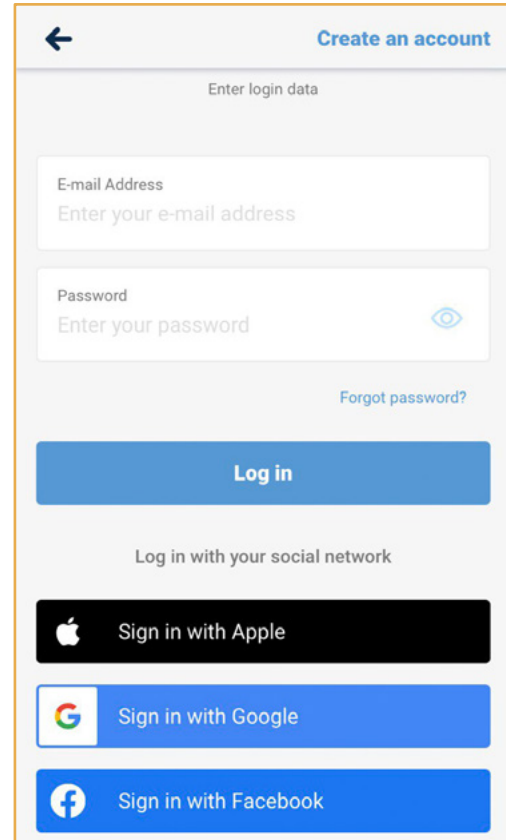 Create an account
Enter login data
E-mail Address
Enter your e-mail address
Password
Enter your password
Forgot password?
Log in
Log in with your social network
Sign in with Apple
Sign in with Google
Sign in with Facebook